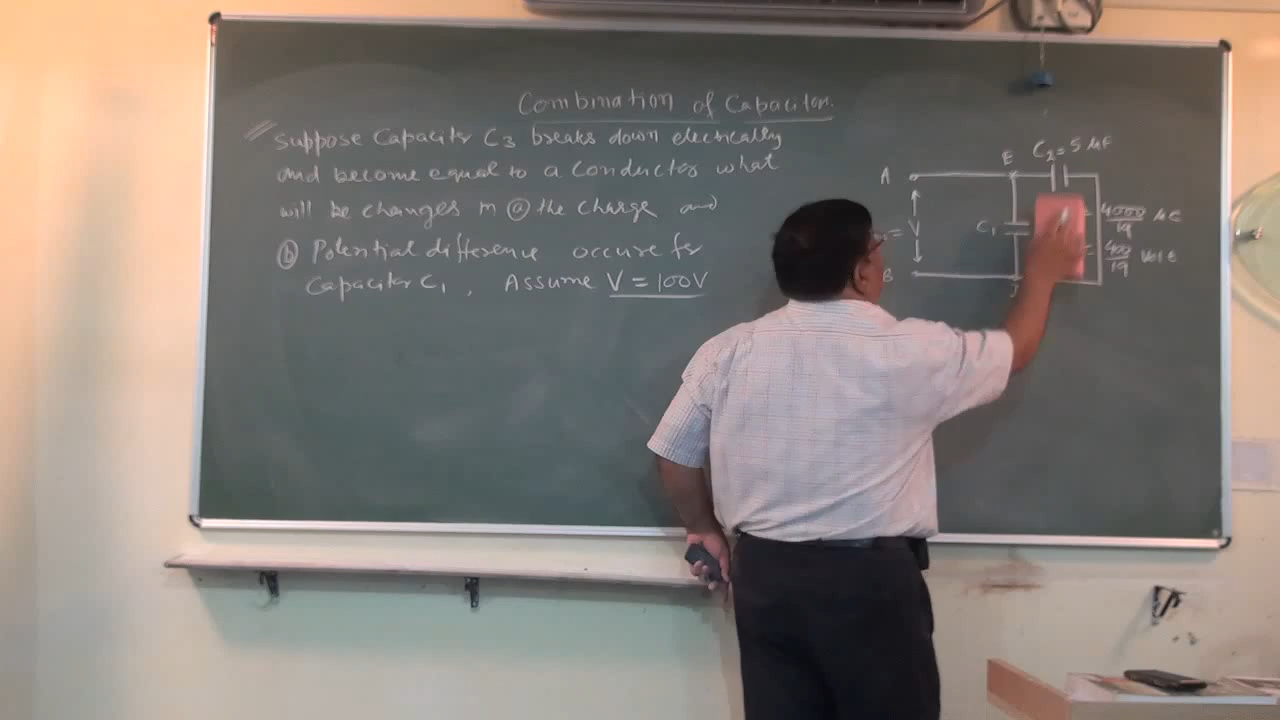 Combination of Capacitor.
Suppose Capacitor C3 breaks down electrically
and become equal to a conductor what
will be changes in (a) the charge and
(b) Potential difference occurs for
Capacitor C1, Assume V = 100V
C2 = 5 μF
E
A
C1
4000/19 μC
= V
400/19 Volt
B